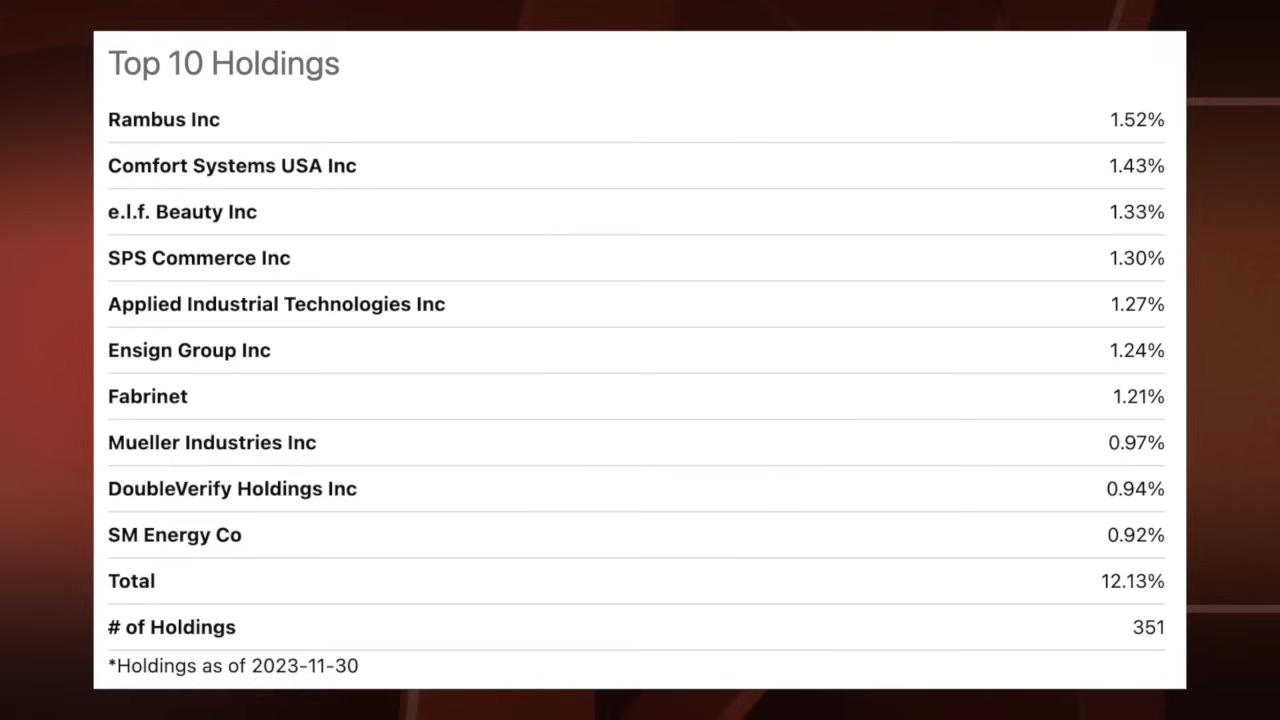 Top 10 Holdings
Rambus Inc 1.52%
Comfort Systems USA Inc 1.43%
e.l.f. Beauty Inc 1.33%
SPS Commerce Inc 1.30%
Applied Industrial Technologies Inc 1.27%
Ensign Group Inc 1.24%
Fabrinet 1.21%
Mueller Industries Inc 0.97%
DoubleVerify Holdings Inc 0.94%
SM Energy Co 0.92%
Total 12.13%
# of Holdings 351
*Holdings as of 2023-11-30